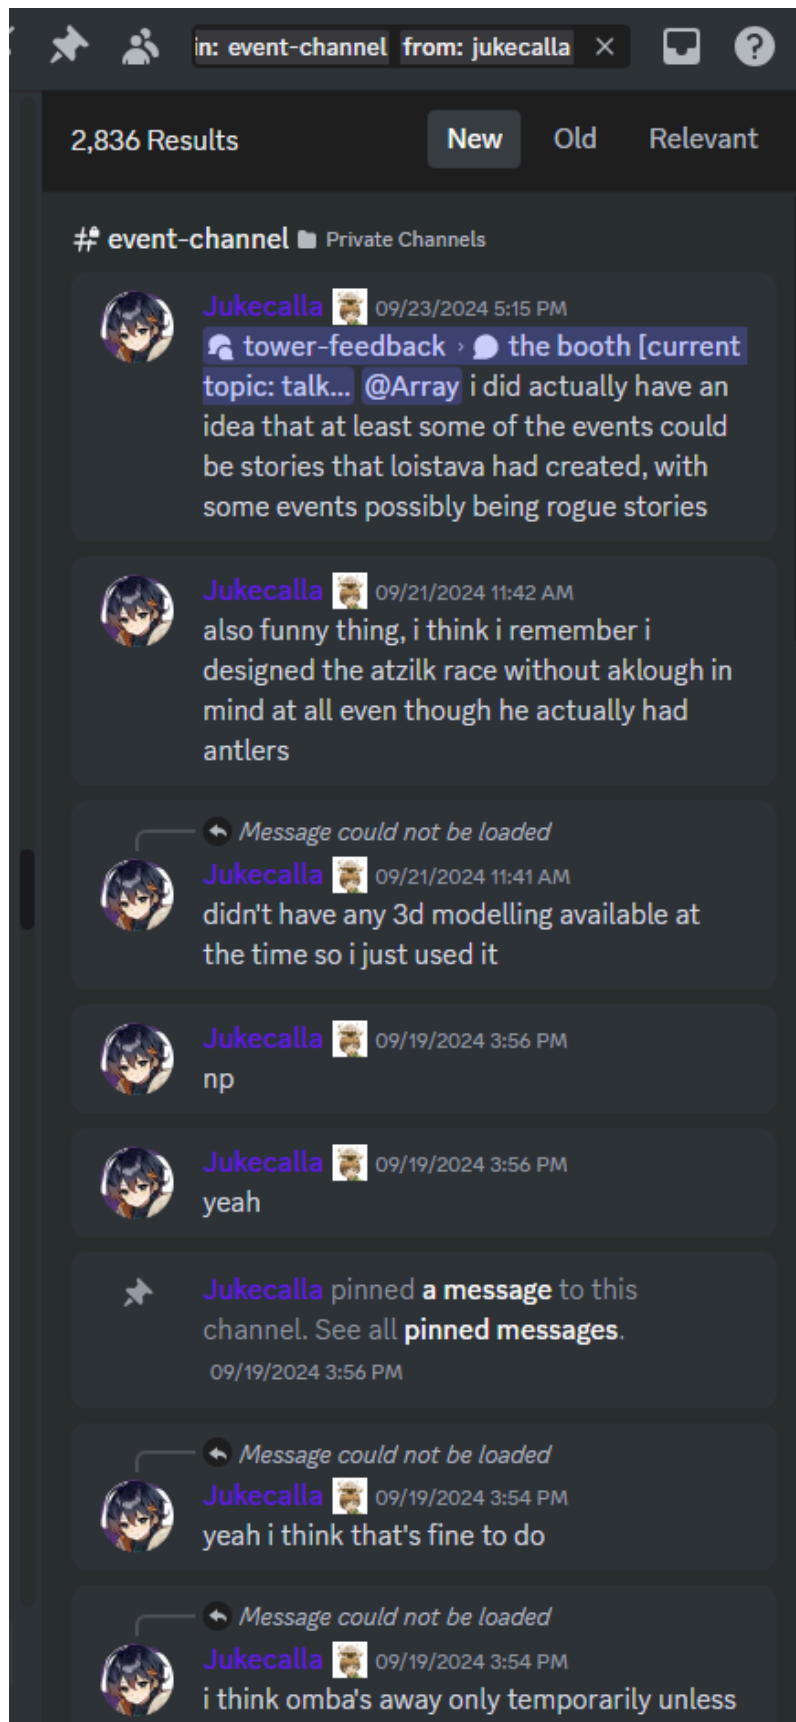 in: event-channel from: jukecalla
2,836 Results
New
Old
Relevant
event-channel Private Channels
Jukecalla 09/23/2024 5:15 PM
tower-feedback › the booth [current
topic: talk... @Array i did actually have an
idea that at least some of the events could
be stories that loistava had created, with
some events possibly being rogue stories
Jukecalla 09/21/2024 11:42 AM
also funny thing, i think i remember i
designed the atzilk race without aklough in
mind at all even though he actually had
antlers
Message could not be loaded
Jukecalla 09/21/2024 11:41 AM
didn't have any 3d modelling available at
the time so i just used it
Jukecalla 09/19/2024 3:56 PM
np
Jukecalla 09/19/2024 3:56 PM
yeah
Jukecalla pinned a message to this
channel. See all pinned messages.
09/19/2024 3:56 PM
Message could not be loaded
Jukecalla 09/19/2024 3:54 PM
yeah i think that's fine to do
Message could not be loaded
Jukecalla 09/19/2024 3:54 PM
i think omba's away only temporarily unless